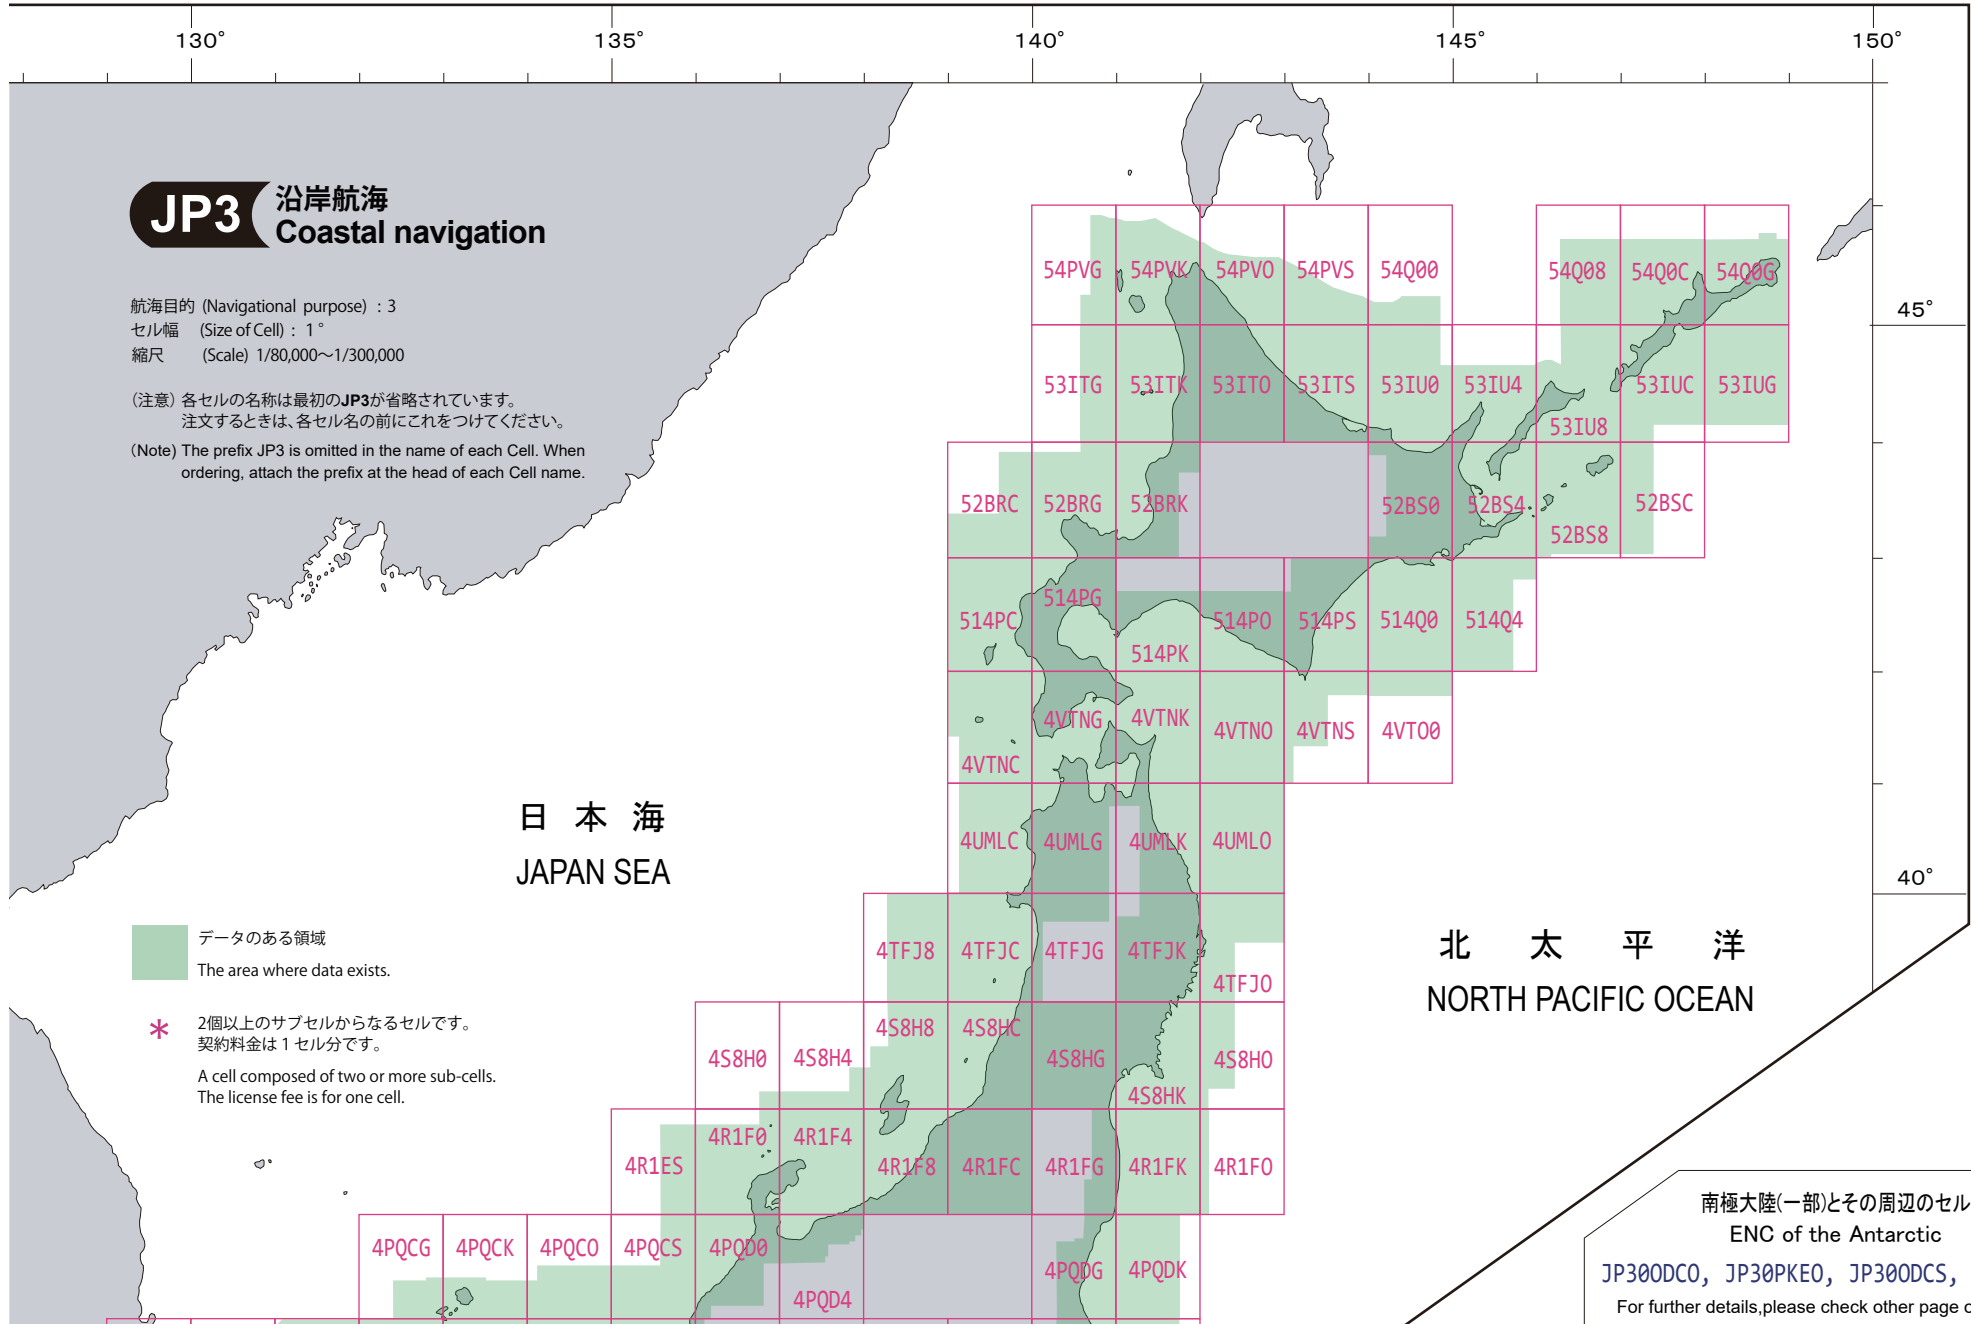 130°
135°
140°
145°
150°
JP3
沿岸航海
Coastal navigation
航海目的 (Navigational purpose) : 3
セル幅 (Size of Cell) : 1°
縮尺 (Scale) 1/80,000～1/300,000
(注意) 各セルの名称は最初のJP3が省略されています。
注文するときは、各セル名の前にこれをつけてください。
(Note) The prefix JP3 is omitted in the name of each Cell. When
ordering, attach the prefix at the head of each Cell name.
54PVG 54PVK 54PVO 54PVS 54Q00 54Q08 54Q0C 54Q0G
45°
53ITG 53ITK 53ITO 53ITS 53IU0 53IU4 53IU8 53IUC 53IUG
52BRC 52BRG 52BRK 52BS0 52BS4 52BS8 52BSC
514PC 514PG 514PK 514PO 514PS 514Q0 514Q4
4VTNC 4VTNG 4VTNK 4VTNO 4VTNS 4VTO0
日本海
JAPAN SEA
4UMLC 4UMLG 4UMLK 4UMLO
40°
4TFJ8 4TFJC 4TFJG 4TFJK 4TFJO
北太平洋
NORTH PACIFIC OCEAN
データのある領域
The area where data exists.
* 2個以上のサブセルからなるセルです。
契約料金は1セル分です。
A cell composed of two or more sub-cells.
The license fee is for one cell.
4S8H0 4S8H4 4S8H8 4S8HC 4S8HG 4S8HK 4S8HO
4R1ES 4R1F0 4R1F4 4R1F8 4R1FC 4R1FG 4R1FK 4R1FO
4PQCG 4PQCK 4PQCO 4PQCS 4PQD0 4PQD4 4PQDG 4PQDK
南極大陸(一部)とその周辺のセル
ENC of the Antarctic
JP30ODCO, JP30PKEO, JP30ODCS,
For further details,please check other page o